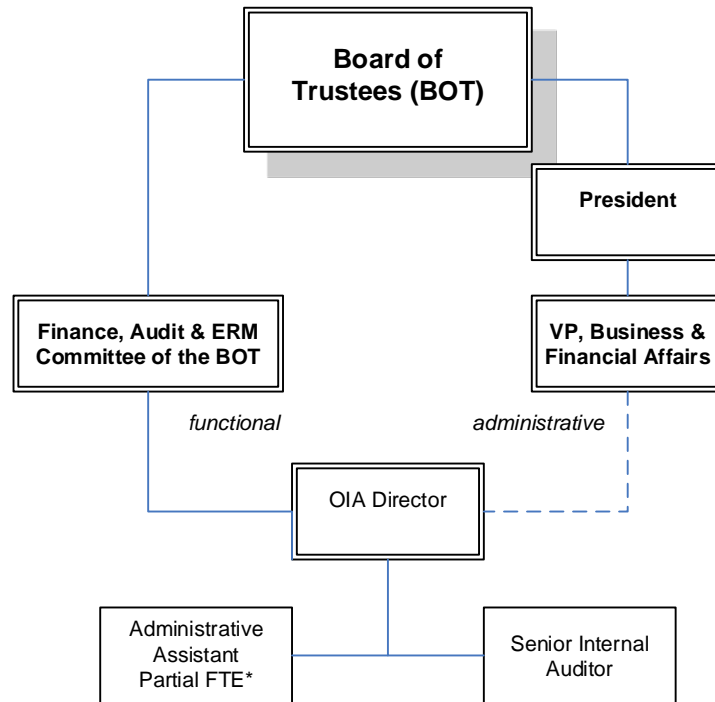 Board of
Trustees (BOT)
President
Finance, Audit & ERM
Committee of the BOT
VP, Business &
Financial Affairs
functional
administrative
OIA Director
Administrative
Assistant
Partial FTE*
Senior Internal
Auditor